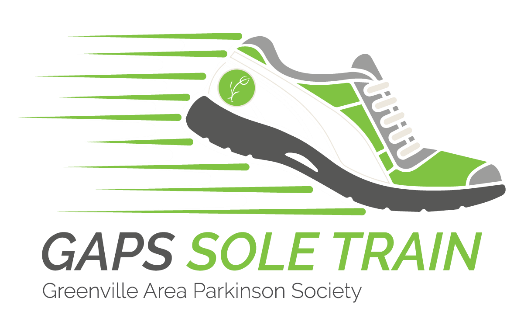 GAPS SOLE TRAIN
Greenville Area Parkinson Society